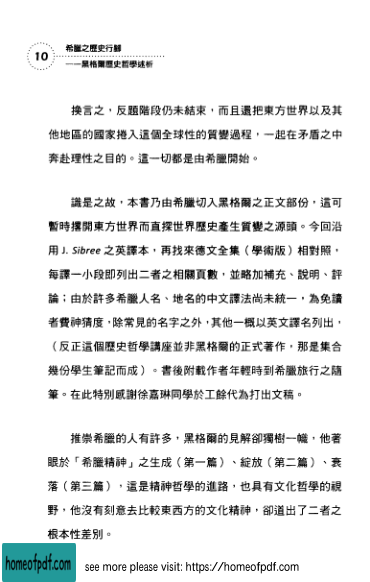 10
希臘之歷史行腳
——黑格爾歷史哲學述析
換言之，反題階段仍未結束，而且還把東方世界以及其
他地區的國家捲入這個全球性的質變過程，一起在矛盾之中
奔赴理性之目的。這一切都是由希臘開始。
識是之故，本書乃由希臘切入黑格爾之正文部份，這可
暫時撂開東方世界而直探世界歷史產生質變之源頭。今回沿
用 J. Sibree 之英譯本，再找來德文全集（學術版）相對照，
每譯一小段即列出二者之相關頁數，並略加補充、說明、評
論；由於許多希臘人名、地名的中文譯法尚未統一，為免讀
者費神猜度，除常見的名字之外，其他一概以英文譯名列出，
（反正這個歷史哲學講座並非黑格爾的正式著作，那是集合
幾份學生筆記而成）。書後附載作者年輕時到希臘旅行之隨
筆。在此特別感謝徐嘉琳同學於工餘代為打出文稿。
推崇希臘的人有許多，黑格爾的見解卻獨樹一幟，他著
眼於「希臘精神」之生成（第一篇）、綻放（第二篇）、衰
落（第三篇），這是精神哲學的進路，也具有文化哲學的視
野，他沒有刻意去比較東西方的文化精神，卻道出了二者之
根本性差別。
homeofpdf.com
see more please visit: https://homeofpdf.com